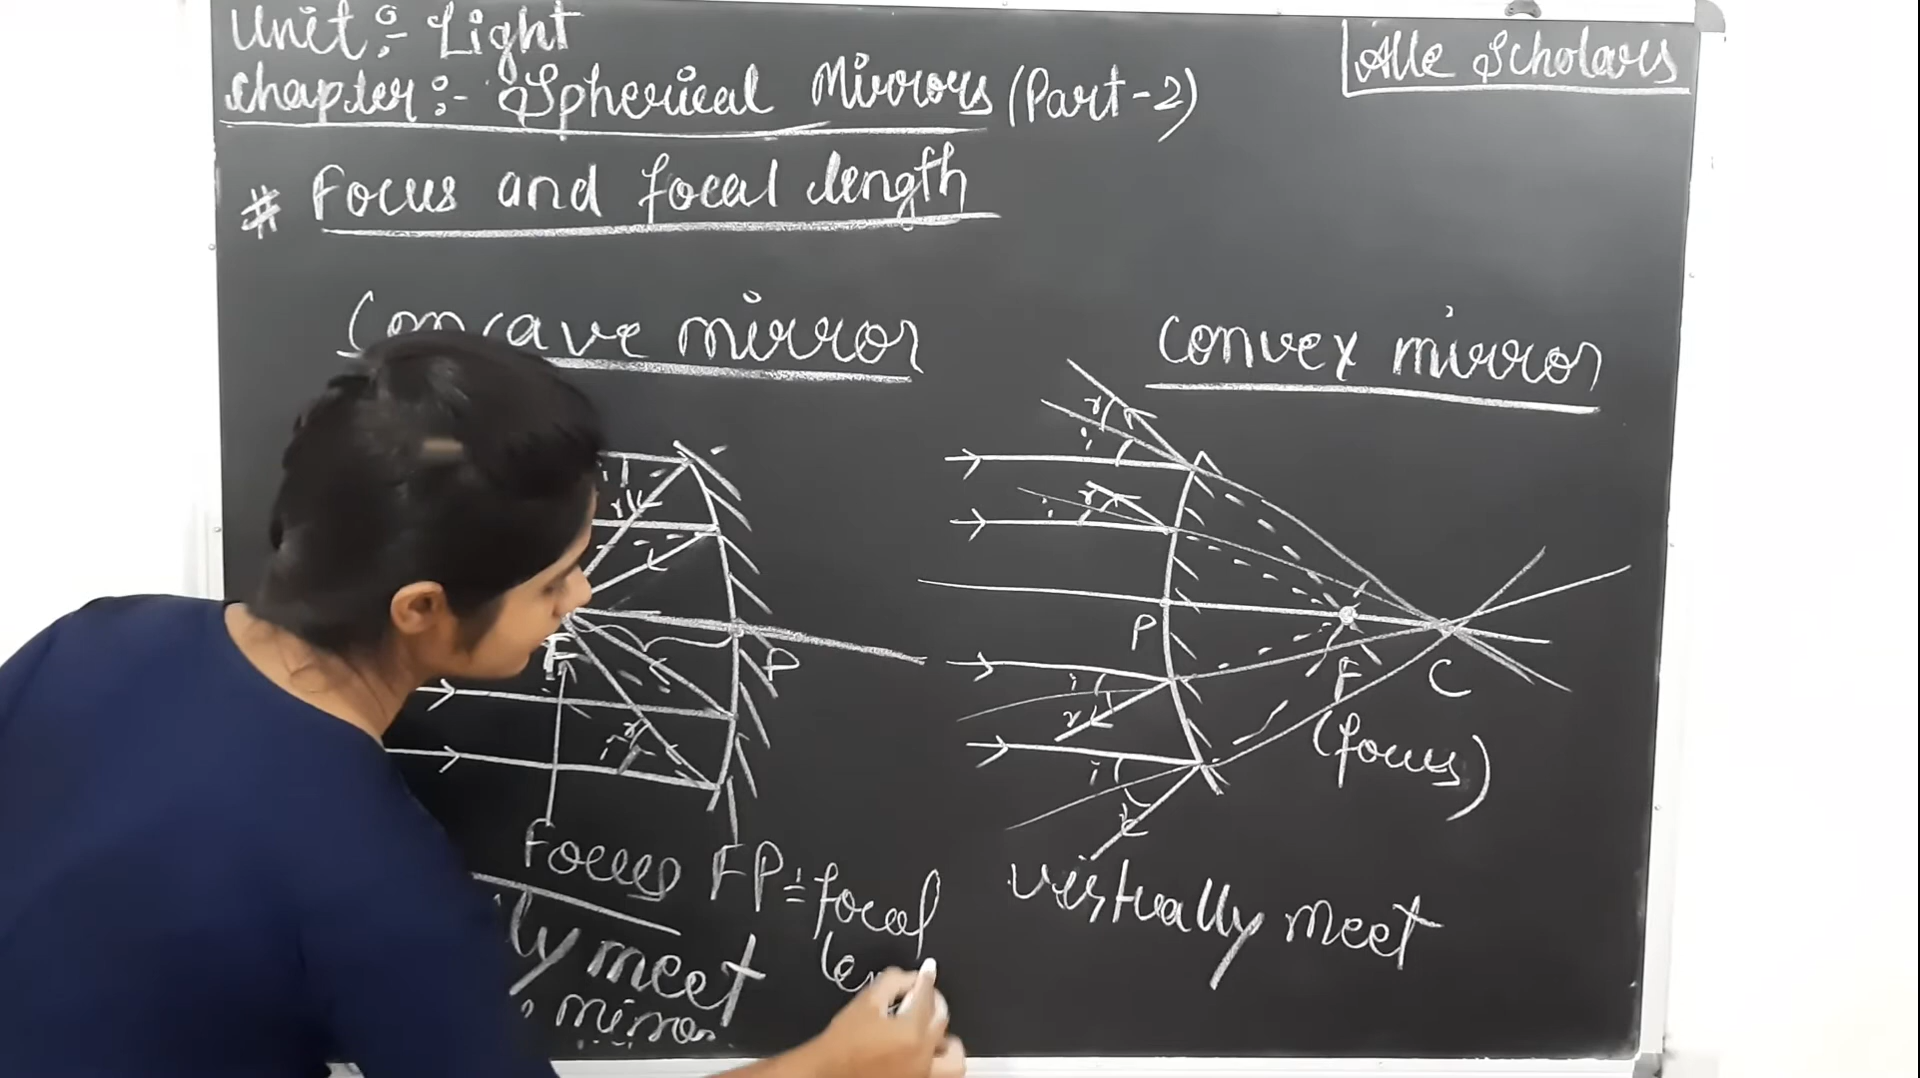 Unit :- Light
Chapter :- Spherical Mirrors (Part-2)
Alle Scholars
# Focus and focal length
Concave mirror
i
r
F
P
r
i
Focus
FP = focal
ly meet
mirror
convex mirror
r
i
r
i
P
i
r
i
r
F
C
(focus)
virtually meet